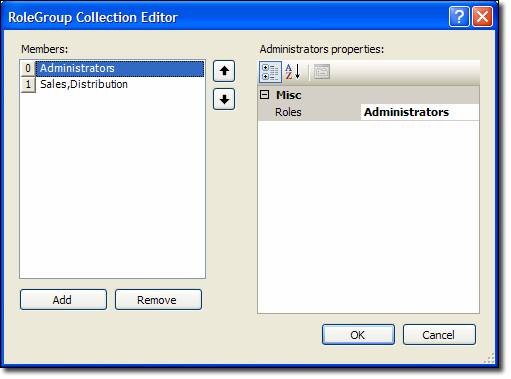 RoleGroup Collection Editor
Members:
0 Administrators
1 Sales,Distribution
Add
Remove
Administrators properties:
A
Z
Misc
Roles Administrators
OK
Cancel